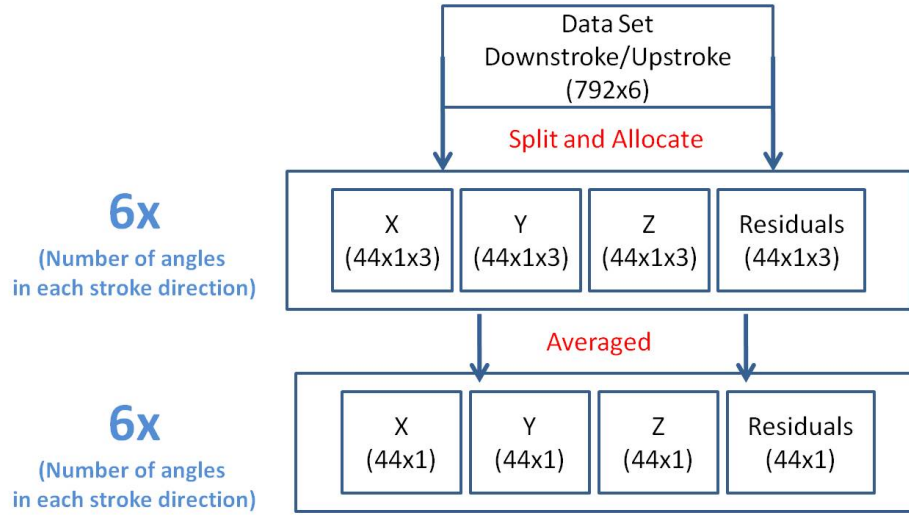 Data Set
Downstroke/Upstroke
(792x6)
Split and Allocate
6x
(Number of angles
in each stroke direction)
X
(44x1x3)
Y
(44x1x3)
Z
(44x1x3)
Residuals
(44x1x3)
Averaged
6x
(Number of angles
in each stroke direction)
X
(44x1)
Y
(44x1)
Z
(44x1)
Residuals
(44x1)